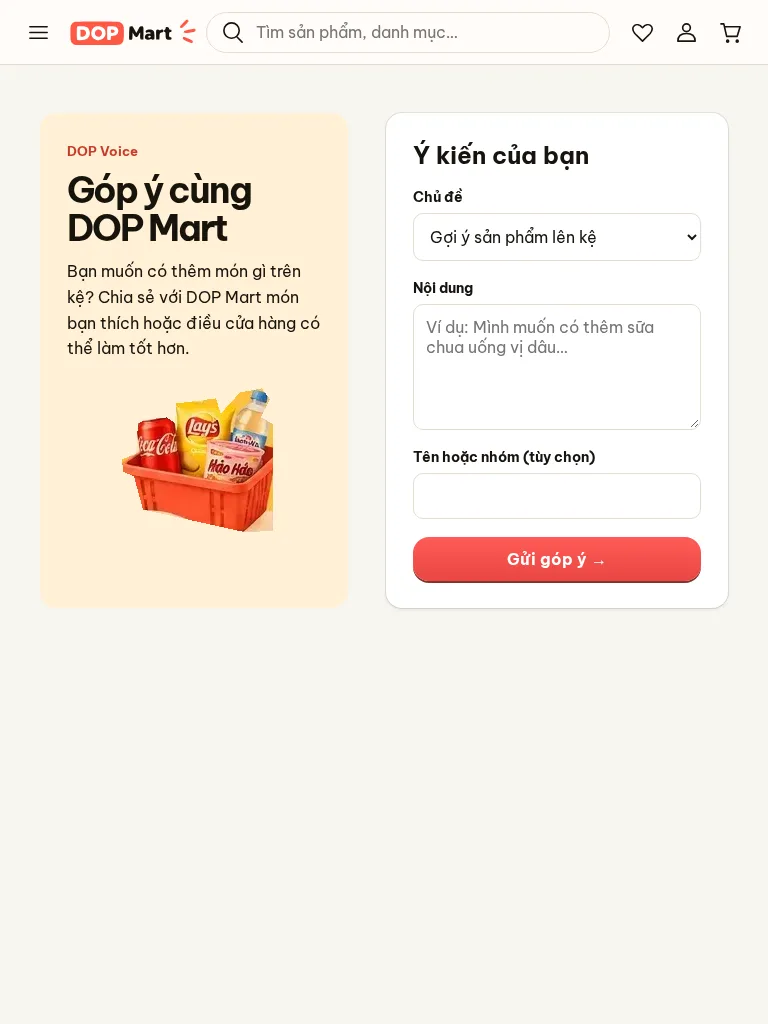 DOP Mart
Tìm sản phẩm, danh mục...
DOP Voice
Góp ý cùng
DOP Mart
Bạn muốn có thêm món gì trên
kệ? Chia sẻ với DOP Mart món
bạn thích hoặc điều cửa hàng có
thể làm tốt hơn.
Coca-Cola
Lay's
Hảo Hảo
Ý kiến của bạn
Chủ đề
Gợi ý sản phẩm lên kệ
Nội dung
Ví dụ: Mình muốn có thêm sữa
chua uống vị dâu...
Tên hoặc nhóm (tùy chọn)
Gửi góp ý →